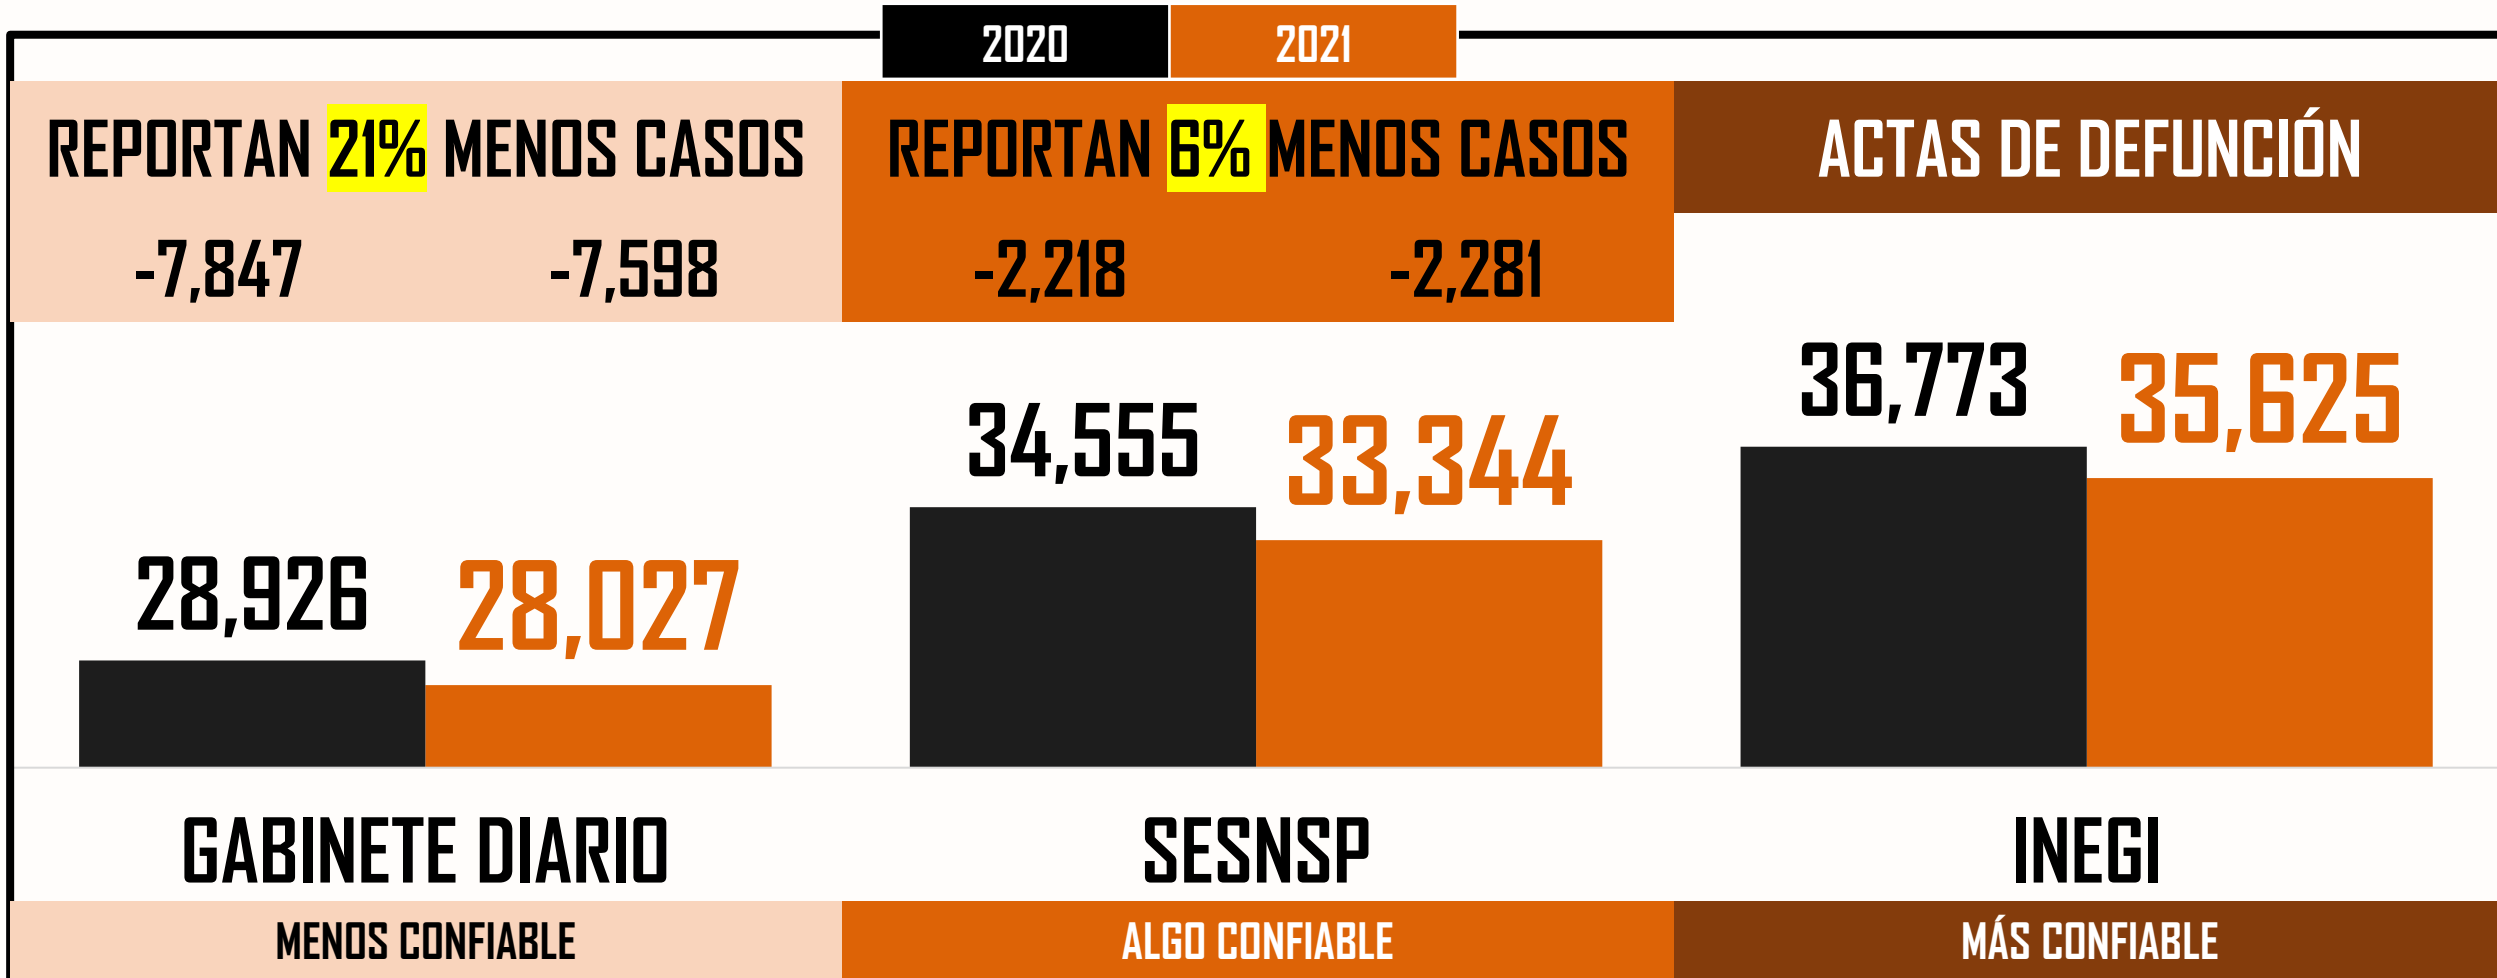 2020 2021
REPORTAN 21% MENOS CASOS
-7,847 -7,598
REPORTAN 6% MENOS CASOS
-2,218 -2,281
ACTAS DE DEFUNCIÓN
28,926 28,027
34,555 33,344
36,773 35,625
GABINETE DIARIO
SESNSP
INEGI
MENOS CONFIABLE
ALGO CONFIABLE
MÁS CONFIABLE